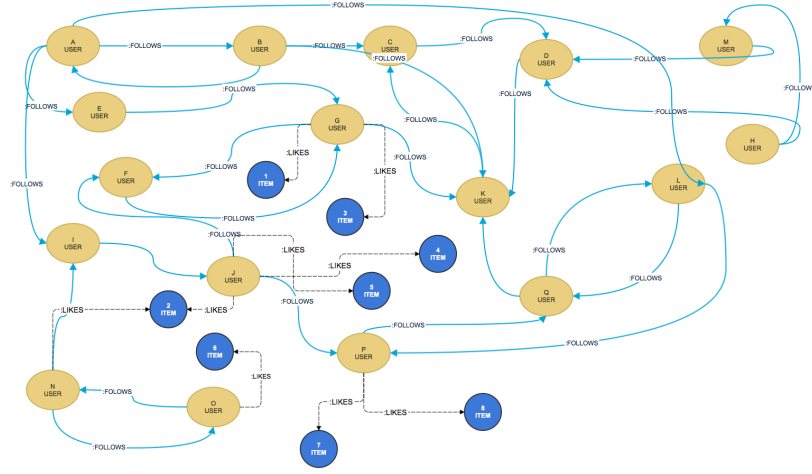 :FOLLOWS
A
USER
:FOLLOWS
B
USER
:FOLLOWS
C
USER
:FOLLOWS
D
USER
M
USER
:FOLLOWS
:FOLLOWS
:FOLLOWS
:FOLLOWS
:FOLLOWS
:FOLLOWS
E
USER
:FOLLOWS
:FOLLOWS
:FOLLOWS
:FOLLOWS
G
USER
:FOLLOWS
H
USER
:LIKES
:LIKES
:FOLLOWS
F
USER
1
ITEM
:FOLLOWS
K
USER
L
USER
3
ITEM
:FOLLOWS
:FOLLOWS
:FOLLOWS
I
USER
:FOLLOWS
:FOLLOWS
4
ITEM
J
USER
:LIKES
:LIKES
5
ITEM
Q
USER
:LIKES
2
ITEM
:LIKES
:FOLLOWS
:FOLLOWS
:FOLLOWS
6
ITEM
P
USER
:LIKES
N
USER
:FOLOWS
O
USER
:LIKES
:LIKES
8
ITEM
:FOLLOWS
7
ITEM